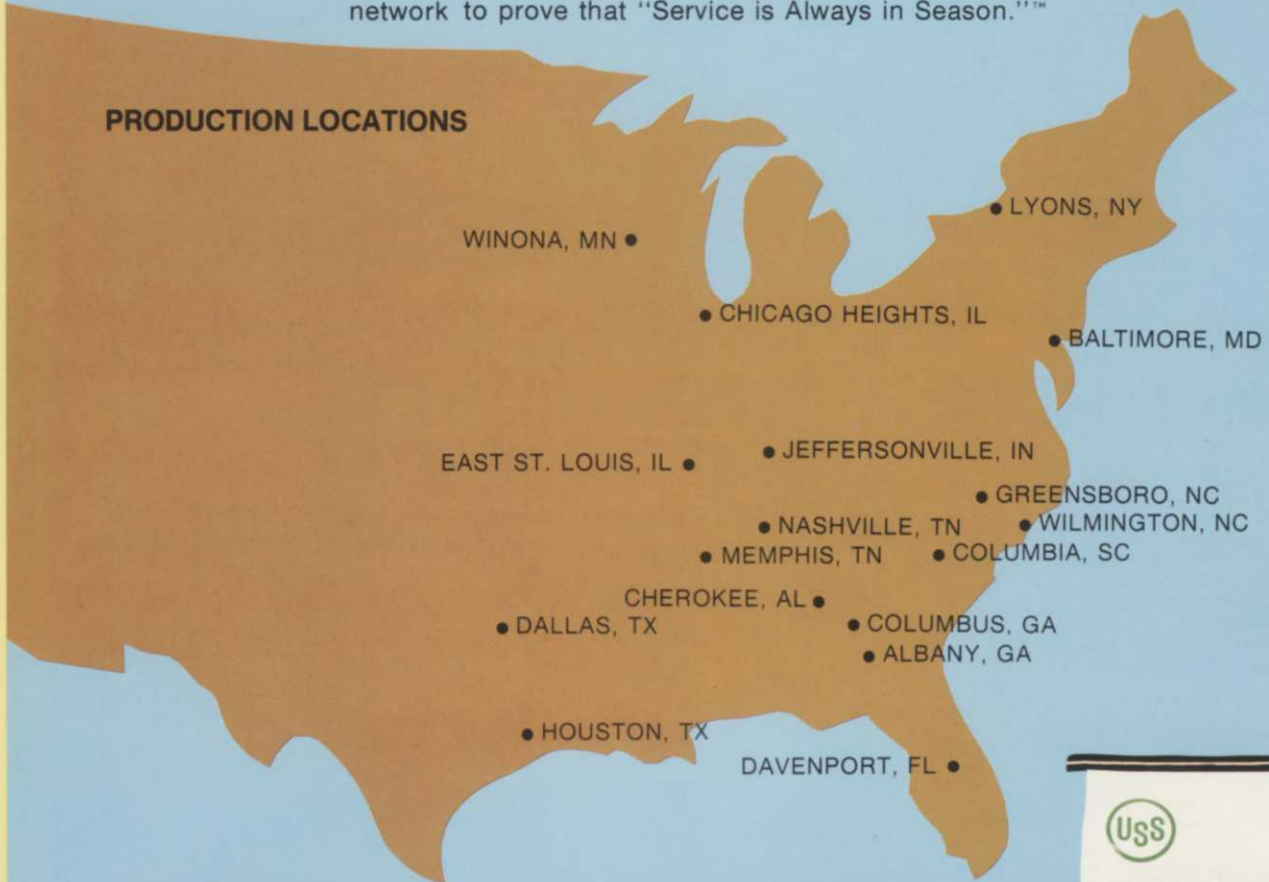 network to prove that “Service is Always in Season.”™
PRODUCTION LOCATIONS
LYONS, NY
WINONA, MN
CHICAGO HEIGHTS, IL
BALTIMORE, MD
JEFFERSONVILLE, IN
EAST ST. LOUIS, IL
GREENSBORO, NC
NASHVILLE, TN
WILMINGTON, NC
MEMPHIS, TN
COLUMBIA, SC
CHEROKEE, AL
DALLAS, TX
COLUMBUS, GA
ALBANY, GA
HOUSTON, TX
DAVENPORT, FL
USS